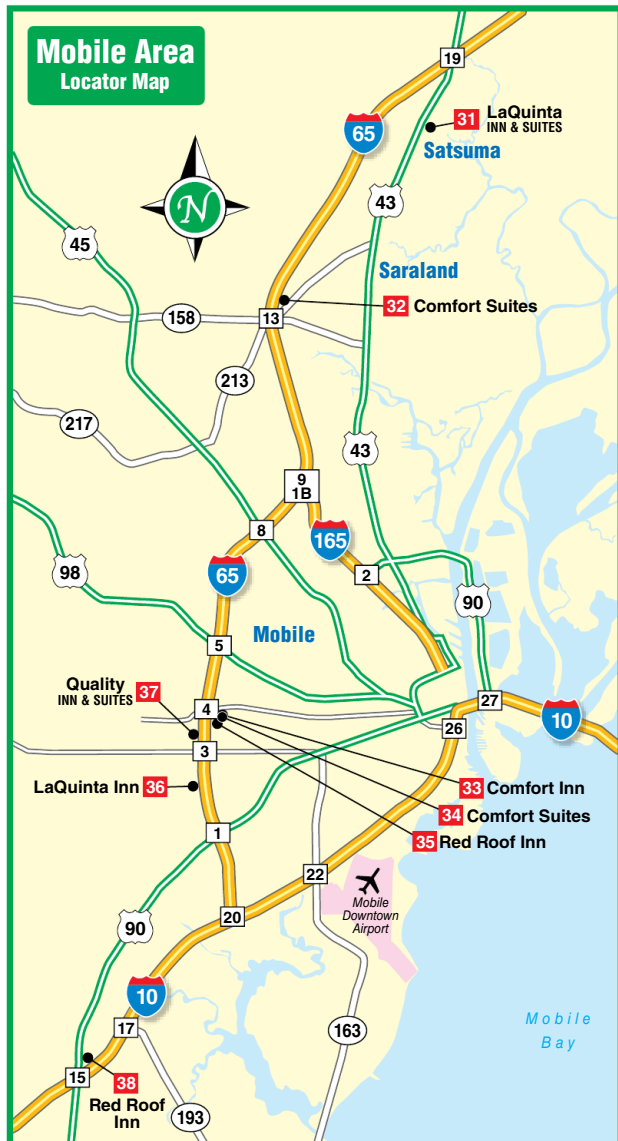 Mobile Area
Locator Map
19
31 LaQuinta
INN & SUITES
65
Satsuma
N
43
45
Saraland
32 Comfort Suites
158
13
213
217
43
9
1B
8
165
65
2
98
90
Mobile
5
Quality
INN & SUITES
37
4
27
10
26
3
LaQuinta Inn 36
33 Comfort Inn
34 Comfort Suites
35 Red Roof Inn
1
22
Mobile
Downtown
Airport
20
90
10
Mobile
Bay
17
163
15
38
Red Roof
Inn
193